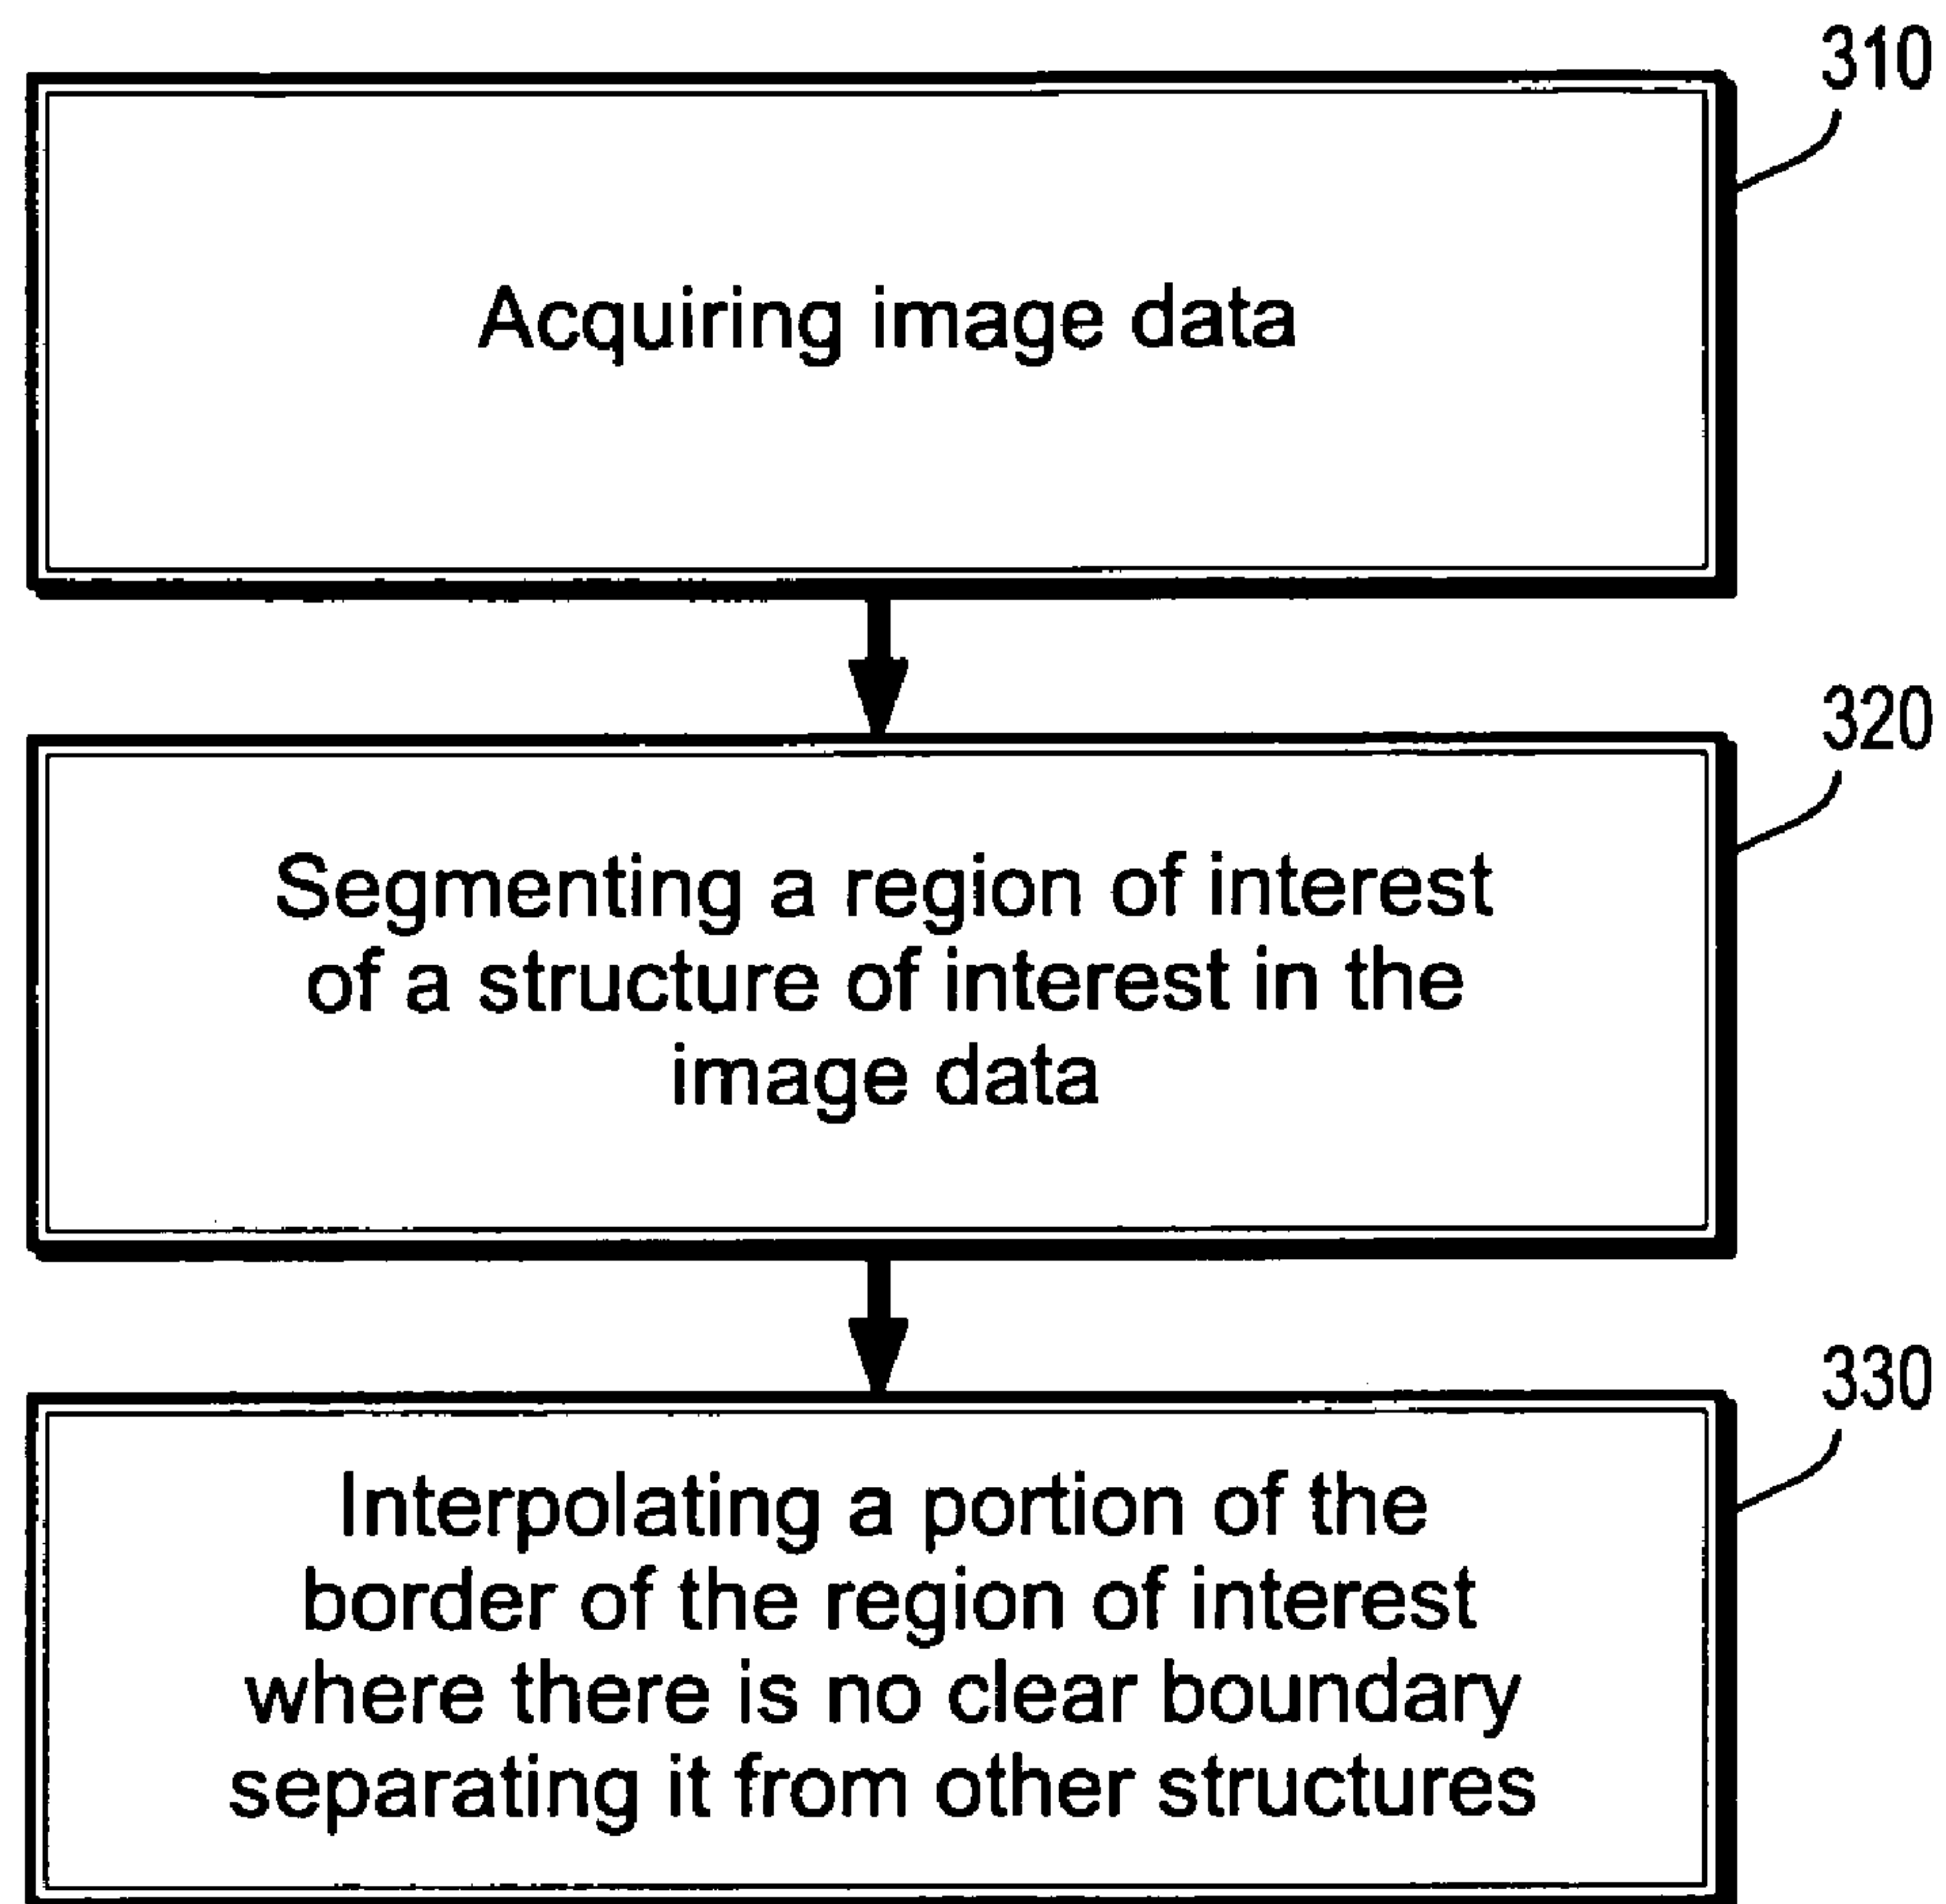 310
Acquiring image data
320
Segmenting a region of interest
of a structure of interest in the
image data
330
Interpolating a portion of the
border of the region of interest
where there is no clear boundary
separating it from other structures